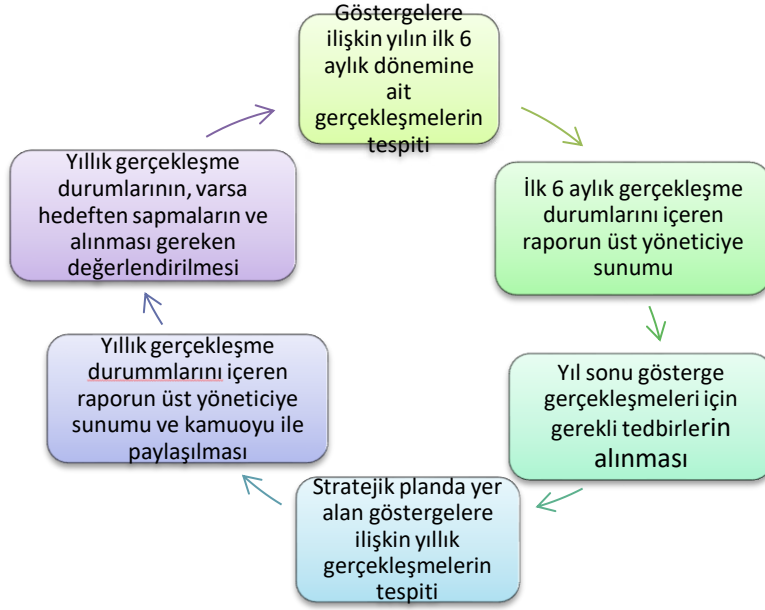 Göstergelere
ilişkin yılın ilk 6
aylık dönemine
ait
gerçekleşmelerin
tespiti
İlk 6 aylık gerçekleşme
durumlarını içeren
raporun üst yöneticiye
sunumu
Yıl sonu gösterge
gerçekleşmeleri için
gerekli tedbirlerin
alınması
Stratejik planda yer
alan göstergelere
ilişkin yıllık
gerçekleşmelerin
tespiti
Yıllık gerçekleşme
durummlarını içeren
raporun üst yöneticiye
sunumu ve kamuoyu ile
paylaşılması
Yıllık gerçekleşme
durumlarının, varsa
hedeften sapmaların ve
alınması gereken
değerlendirilmesi